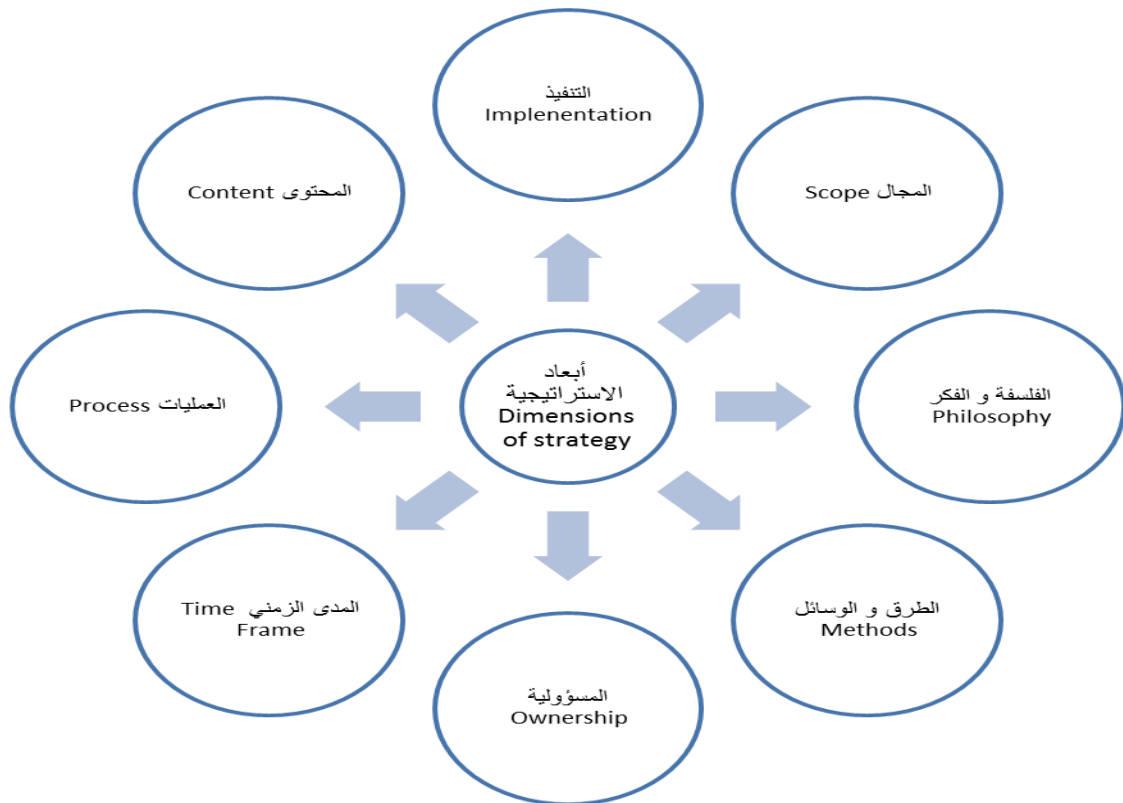 التنفيذ
Implenentation
المجال Scope
الفلسفة و الفكر
Philosophy
الطرق و الوسائل
Methods
المسؤولية
Ownership
المدى الزمني Time
Frame
العمليات Process
المحتوى Content
أبعاد
الاستراتيجية
Dimensions
of strategy